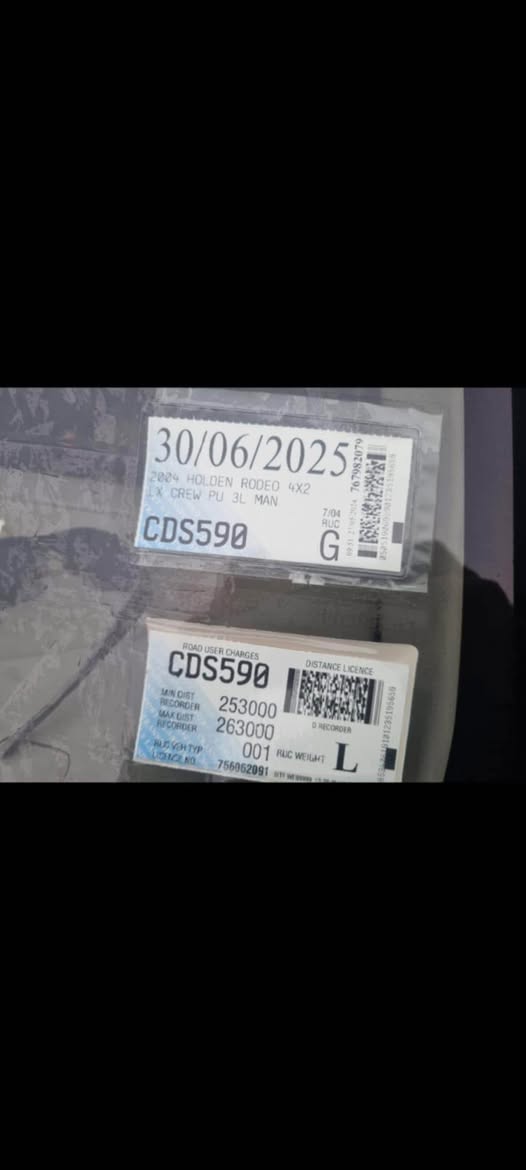 30/06/2025
2004 HOLDEN RODEO 4X2
LX CREW PU 3L MAN
7/04
RUC
CDS590
G
767982079
ROAD USER CHARGES
CDS590
DISTANCE LICENCE
MIN DIST
RECORDER
253000
MAX DIST
RECORDER
263000
D RECORDER
RUC VEH TYP
001
RUC WEIGHT
L
LICENCE NO.